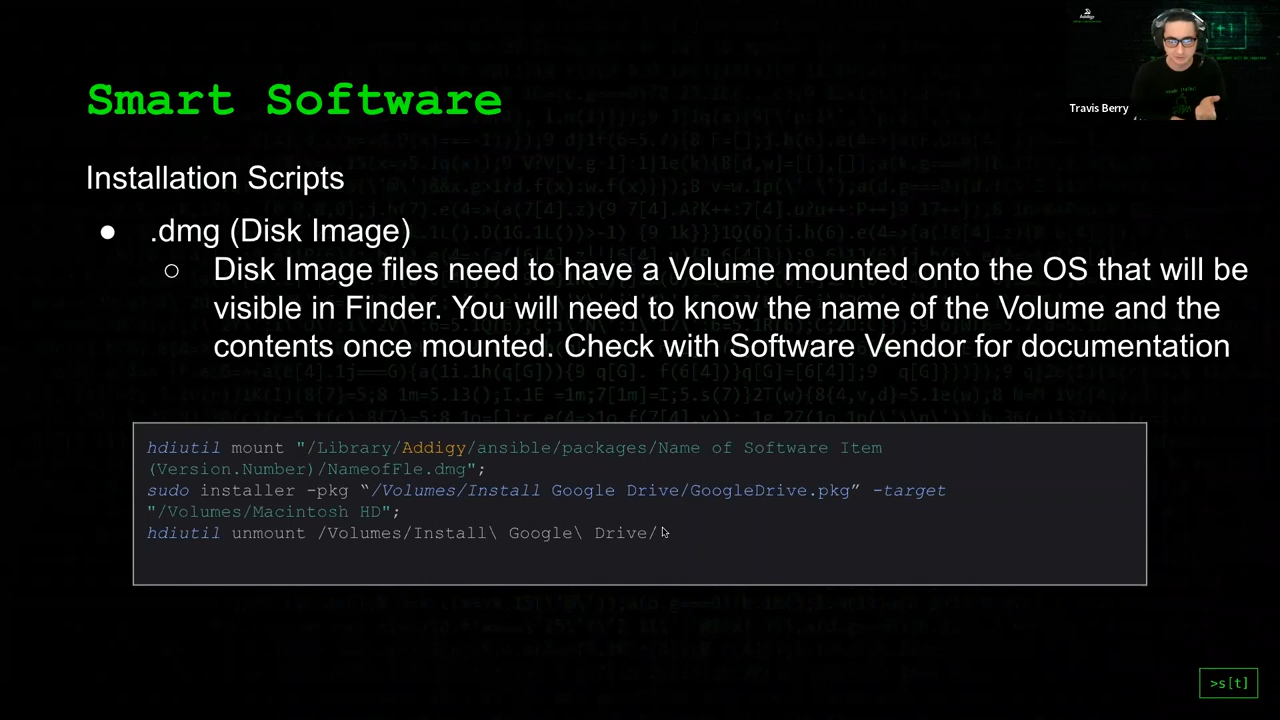 Addigy
Travis Berry
Smart Software
Installation Scripts
● .dmg (Disk Image)
○ Disk Image files need to have a Volume mounted onto the OS that will be
visible in Finder. You will need to know the name of the Volume and the
contents once mounted. Check with Software Vendor for documentation
hdiutil mount "/Library/Addigy/ansible/packages/Name of Software Item
(Version.Number)/NameofFle.dmg";
sudo installer -pkg “/Volumes/Install Google Drive/GoogleDrive.pkg” -target
"/Volumes/Macintosh HD";
hdiutil unmount /Volumes/Install\ Google\ Drive/
>s[t]